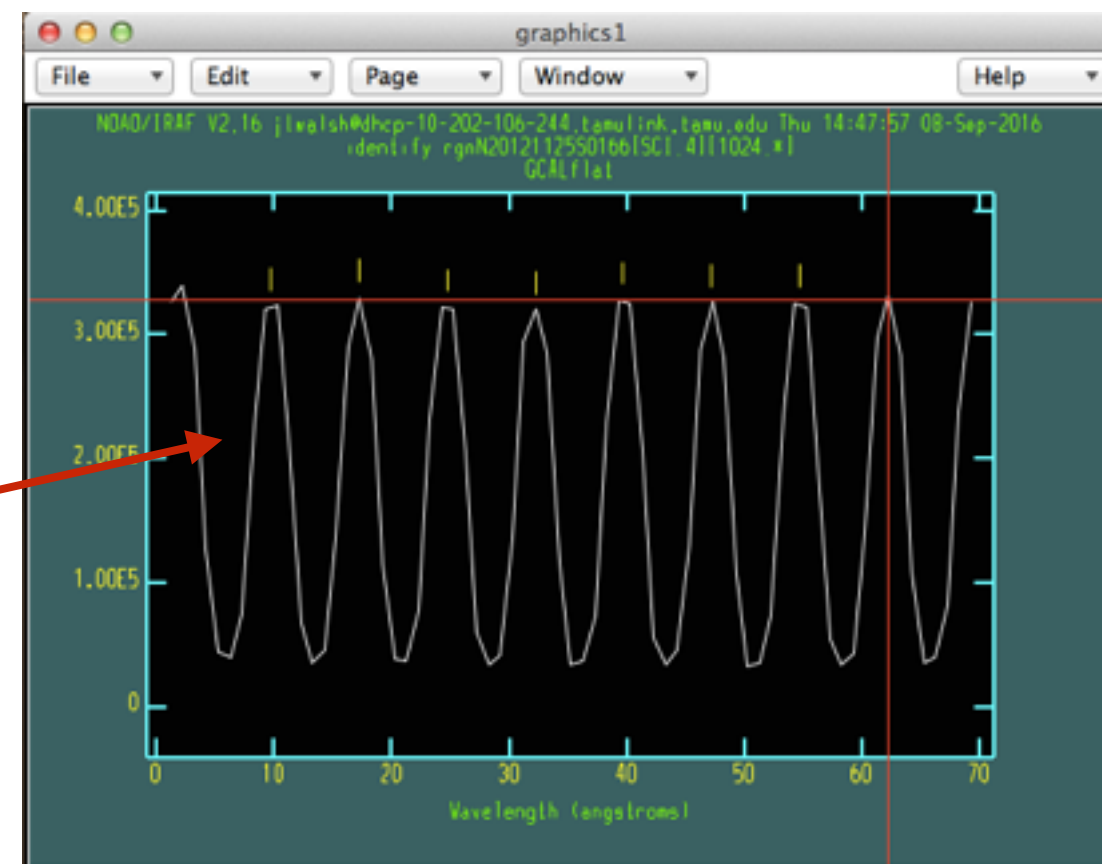 graphics1
File Edit Page Window Help
NOAO/IRAF V2.16 jlwalsh@dhcp-10-202-106-244.tamulink.tamu.edu Thu 14:47:57 08-Sep-2016
identify rgnN20121125S0166[SCI,4][1024,*]
GCALflat
4.00E5
3.00E5
2.00E5
1.00E5
0
0 10 20 30 40 50 60 70
Wavelength (angstroms)